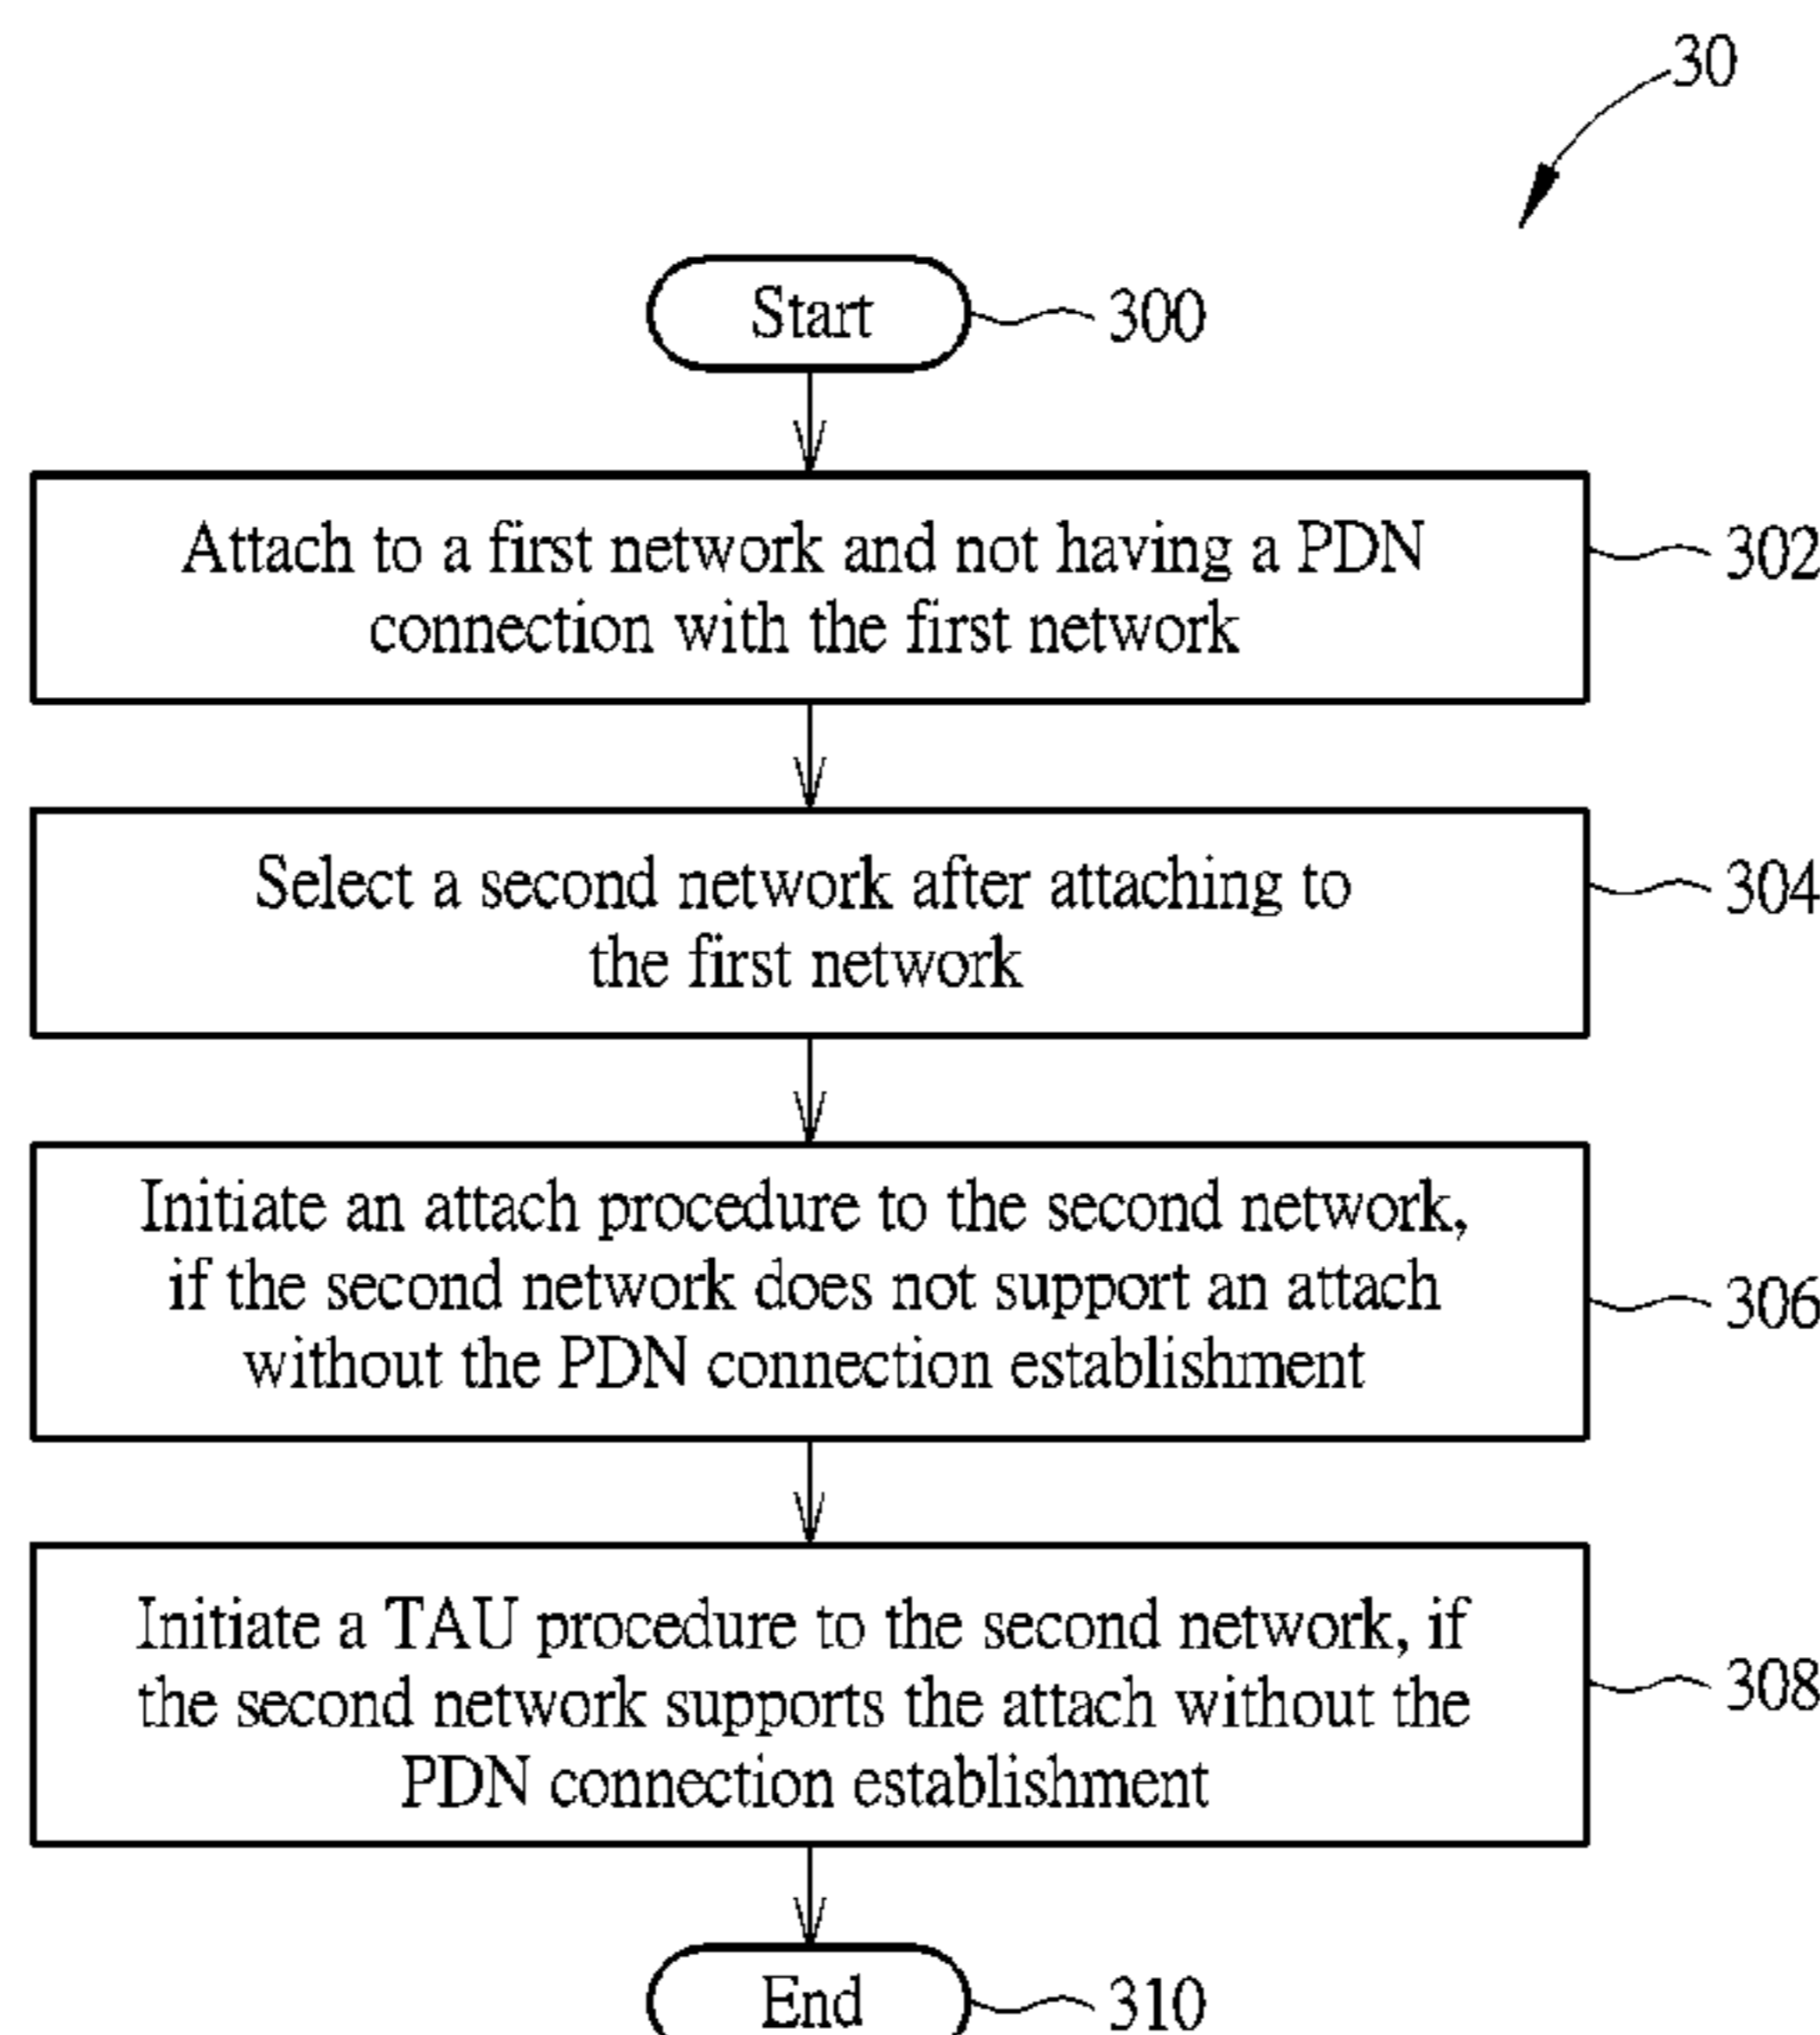 30
Start
300
Attach to a first network and not having a PDN
connection with the first network
302
Select a second network after attaching to
the first network
304
Initiate an attach procedure to the second network,
if the second network does not support an attach
without the PDN connection establishment
306
Initiate a TAU procedure to the second network, if
the second network supports the attach without the
PDN connection establishment
308
End
310